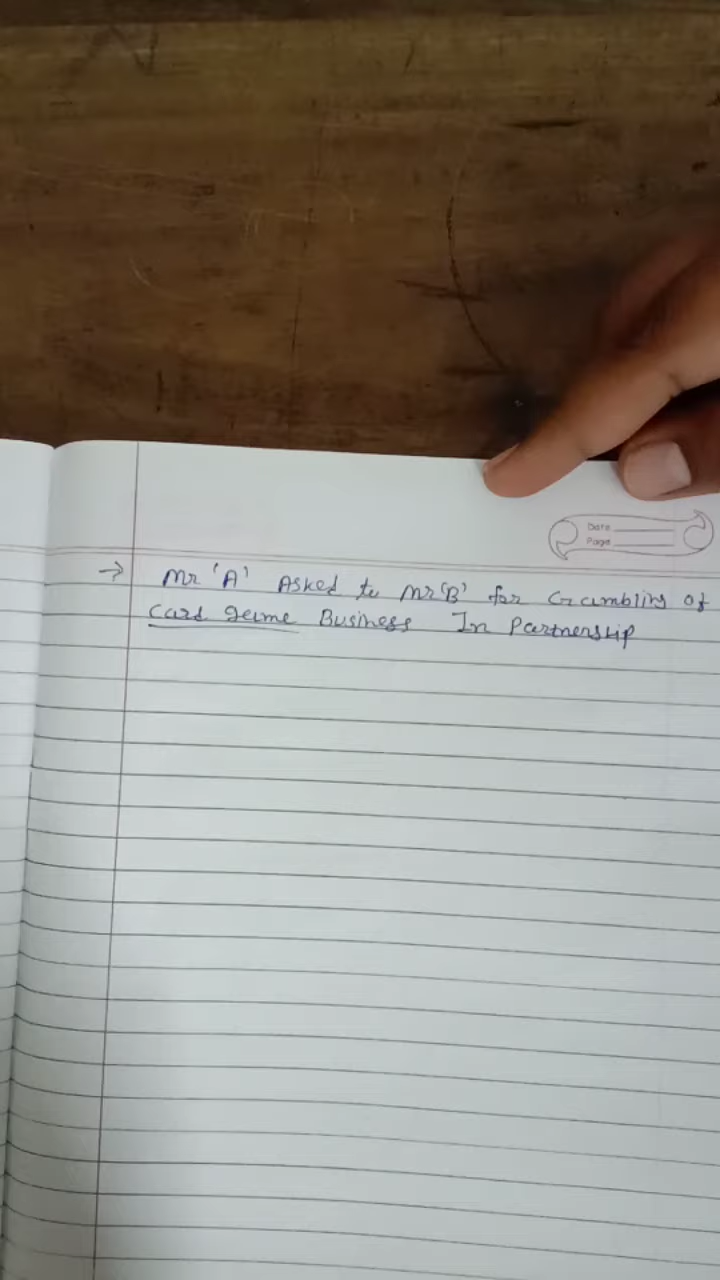 Date
Page
→ Mr 'A' Asked to Mr 'B' for Gambling of
Card game Business In Partnership